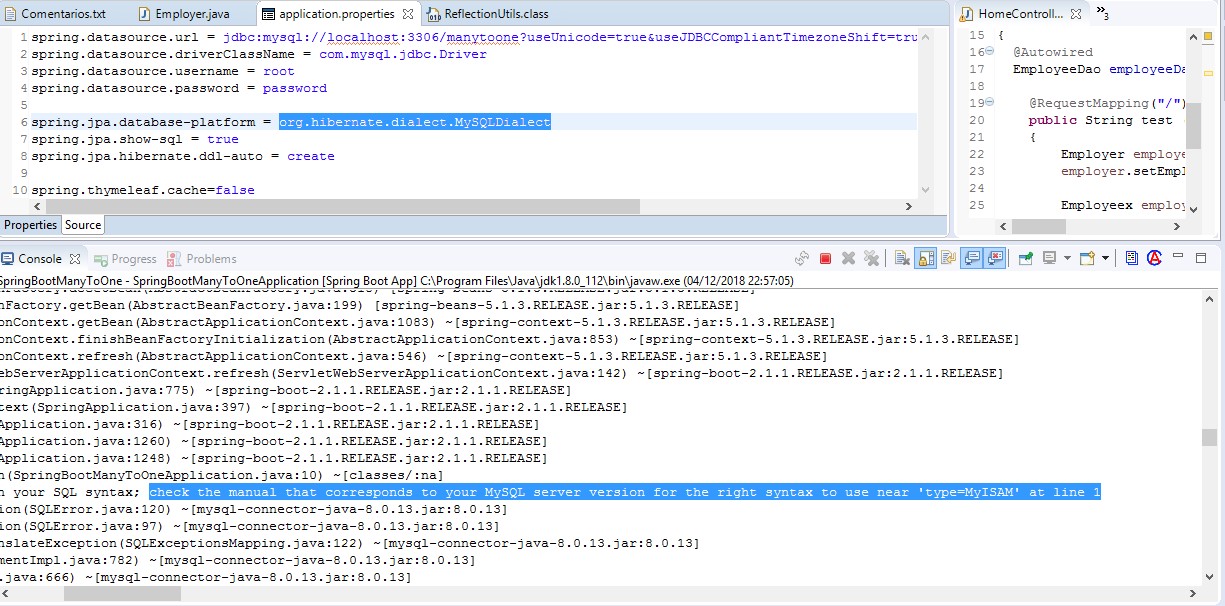 Comentarios.txt
Employer.java
application.properties
ReflectionUtils.class
1 spring.datasource.url = jdbc:mysql://localhost:3306/manytoone?useUnicode=true&useJDBCCompliantTimezoneShift=tru
2 spring.datasource.driverClassName = com.mysql.jdbc.Driver
3 spring.datasource.username = root
4 spring.datasource.password = password
5
6 spring.jpa.database-platform = org.hibernate.dialect.MySQLDialect
7 spring.jpa.show-sql = true
8 spring.jpa.hibernate.ddl-auto = create
9
10 spring.thymeleaf.cache=false
Properties Source
HomeControll...
3
15 {
16 @Autowired
17 EmployeeDao employeeDa
18
19 @RequestMapping("/")
20 public String test (
21 {
22 Employer employe
23 employer.setEmpl
24
25 Employeex employ
Console Progress Problems
SpringBootManyToOne - SpringBootManyToOneApplication [Spring Boot App] C:\Program Files\Java\jdk1.8.0_112\bin\javaw.exe (04/12/2018 22:57:05)
nFactory.getBean(AbstractBeanFactory.java:199) [spring-beans-5.1.3.RELEASE.jar:5.1.3.RELEASE]
onContext.getBean(AbstractApplicationContext.java:1083) ~[spring-context-5.1.3.RELEASE.jar:5.1.3.RELEASE]
onContext.finishBeanFactoryInitialization(AbstractApplicationContext.java:853) ~[spring-context-5.1.3.RELEASE.jar:5.1.3.RELEASE]
onContext.refresh(AbstractApplicationContext.java:546) ~[spring-context-5.1.3.RELEASE.jar:5.1.3.RELEASE]
ebServerApplicationContext.refresh(ServletWebServerApplicationContext.java:142) ~[spring-boot-2.1.1.RELEASE.jar:2.1.1.RELEASE]
ringApplication.java:775) ~[spring-boot-2.1.1.RELEASE.jar:2.1.1.RELEASE]
text(SpringApplication.java:397) ~[spring-boot-2.1.1.RELEASE.jar:2.1.1.RELEASE]
Application.java:316) ~[spring-boot-2.1.1.RELEASE.jar:2.1.1.RELEASE]
Application.java:1260) ~[spring-boot-2.1.1.RELEASE.jar:2.1.1.RELEASE]
Application.java:1248) ~[spring-boot-2.1.1.RELEASE.jar:2.1.1.RELEASE]
n(SpringBootManyToOneApplication.java:10) ~[classes/:na]
n your SQL syntax; check the manual that corresponds to your MySQL server version for the right syntax to use near 'type=MyISAM' at line 1
ion(SQLError.java:120) ~[mysql-connector-java-8.0.13.jar:8.0.13]
ion(SQLError.java:97) ~[mysql-connector-java-8.0.13.jar:8.0.13]
nslateException(SQLExceptionsMapping.java:122) ~[mysql-connector-java-8.0.13.jar:8.0.13]
mentImpl.java:782) ~[mysql-connector-java-8.0.13.jar:8.0.13]
.java:666) ~[mysql-connector-java-8.0.13.jar:8.0.13]